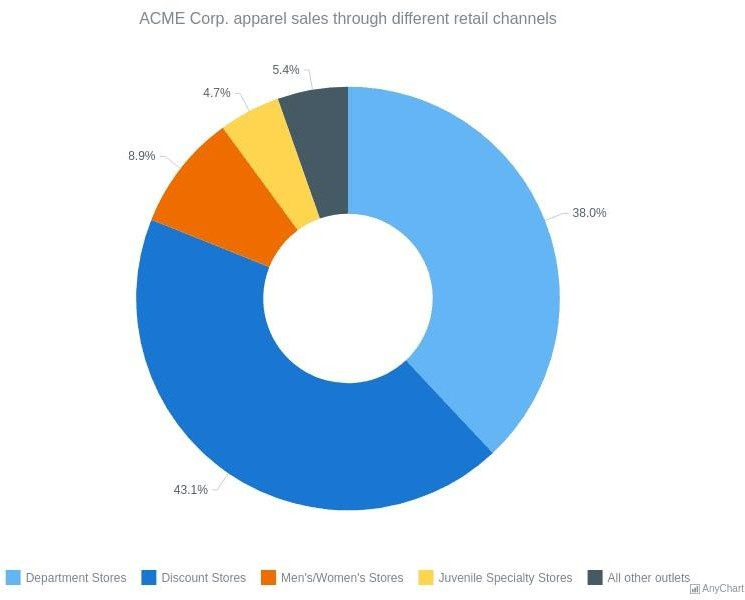 ACME Corp. apparel sales through different retail channels
5.4%
4.7%
8.9%
38.0%
43.1%
Department Stores Discount Stores Men's/Women's Stores Juvenile Specialty Stores All other outlets
AnyChart